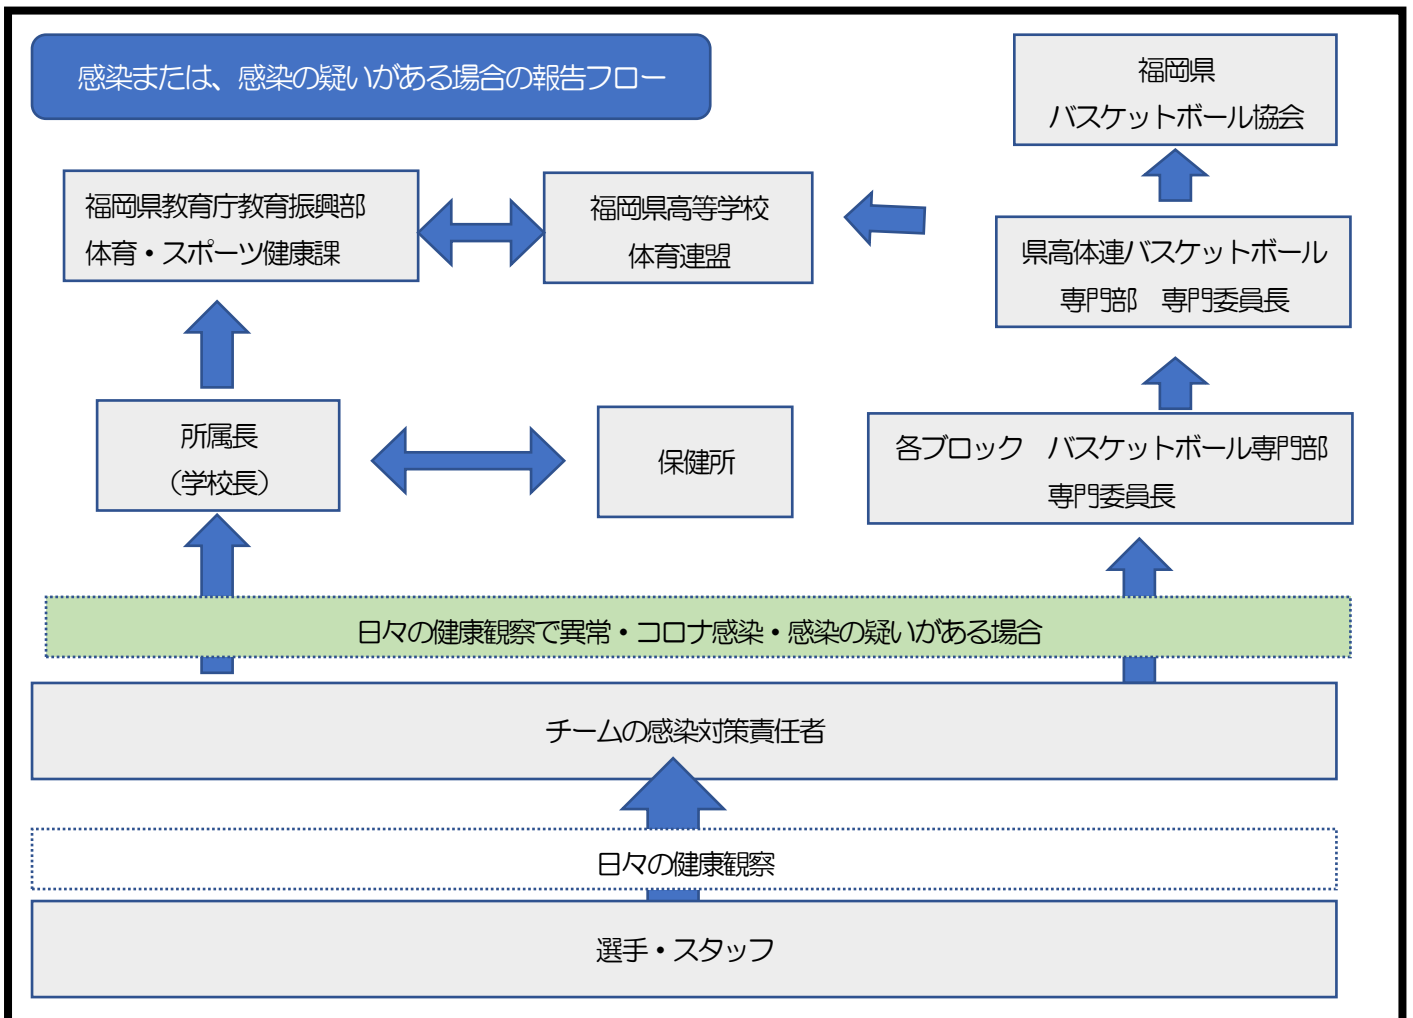 感染または、感染の疑いがある場合の報告フロー
福岡県
バスケットボール協会
福岡県教育庁教育振興部
体育・スポーツ健康課
福岡県高等学校
体育連盟
県高体連バスケットボール
専門部　専門委員長
所属長
（学校長）
保健所
各ブロック　バスケットボール専門部
専門委員長
日々の健康観察で異常・コロナ感染・感染の疑いがある場合
チームの感染対策責任者
日々の健康観察
選手・スタッフ